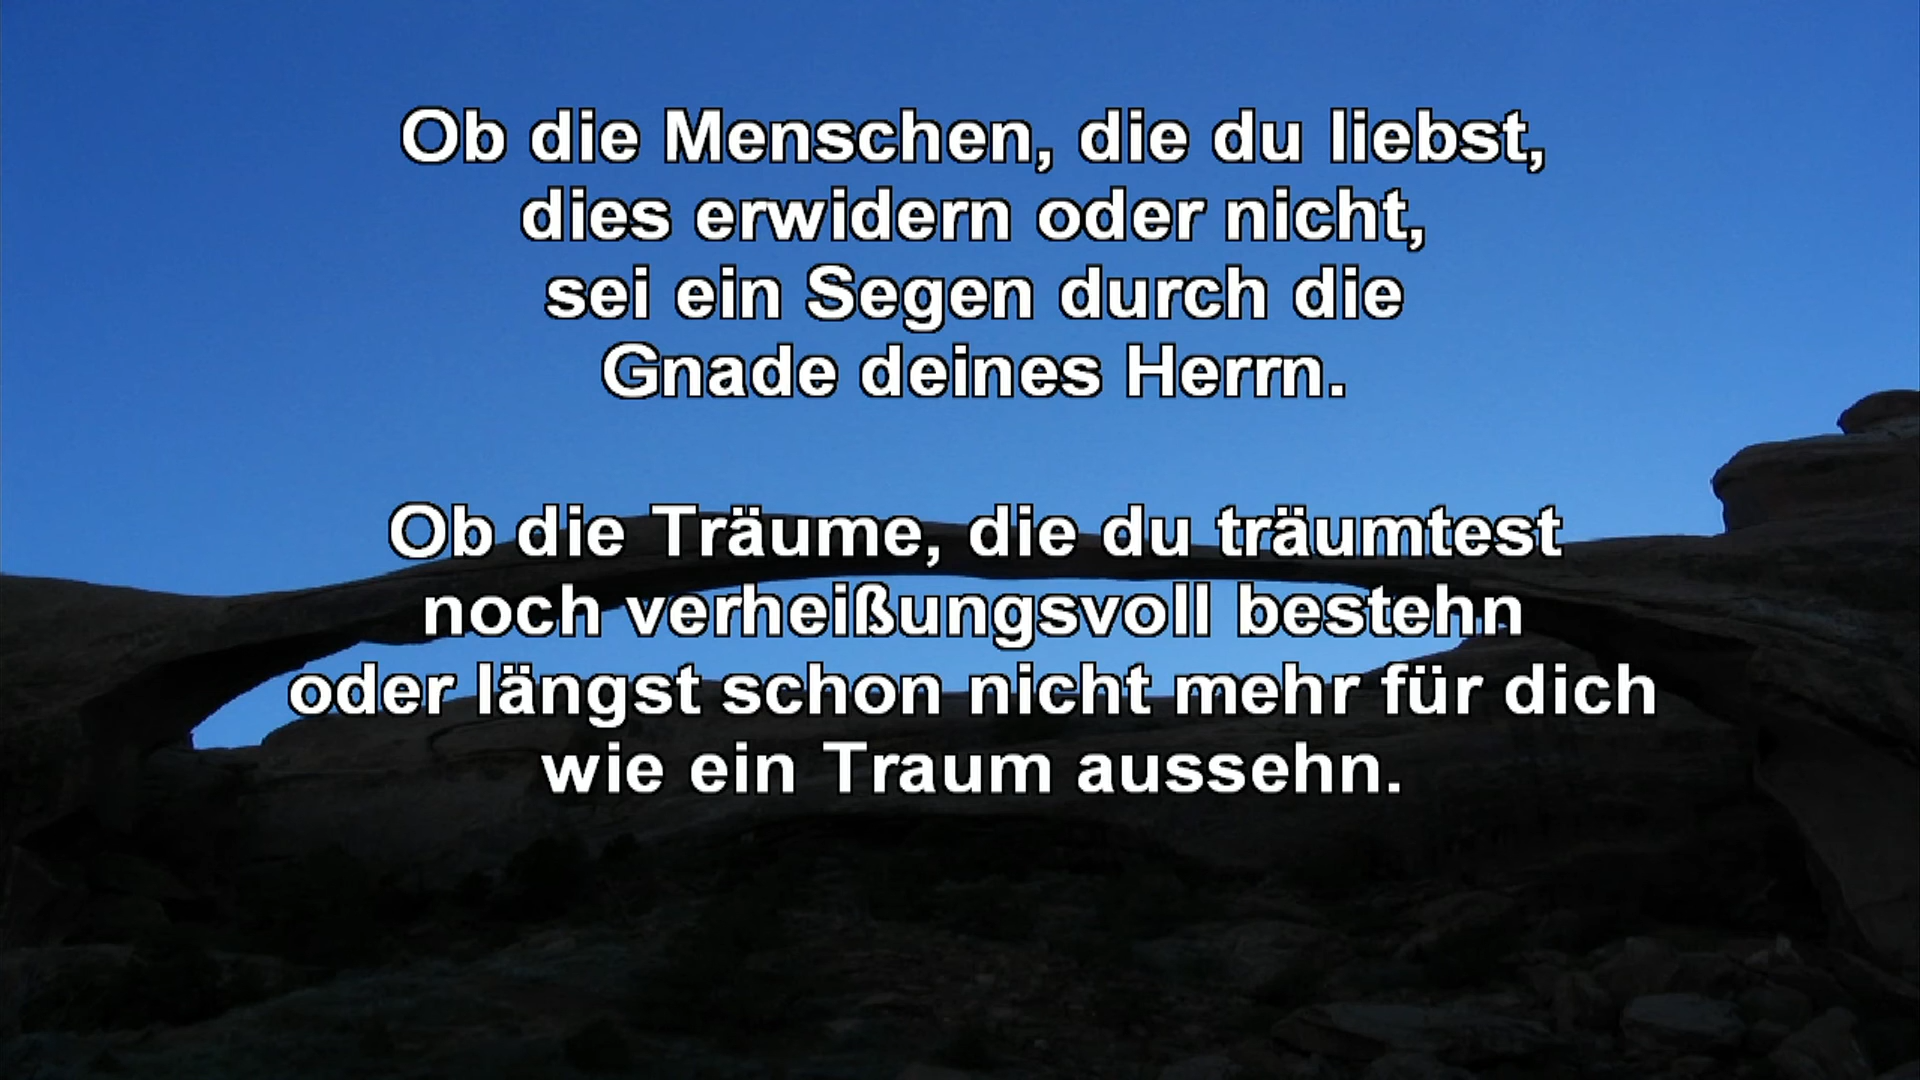 Ob die Menschen, die du liebst,
dies erwidern oder nicht,
sei ein Segen durch die
Gnade deines Herrn.
Ob die Träume, die du träumtest
noch verheißungsvoll bestehn
oder längst schon nicht mehr für dich
wie ein Traum aussehn.